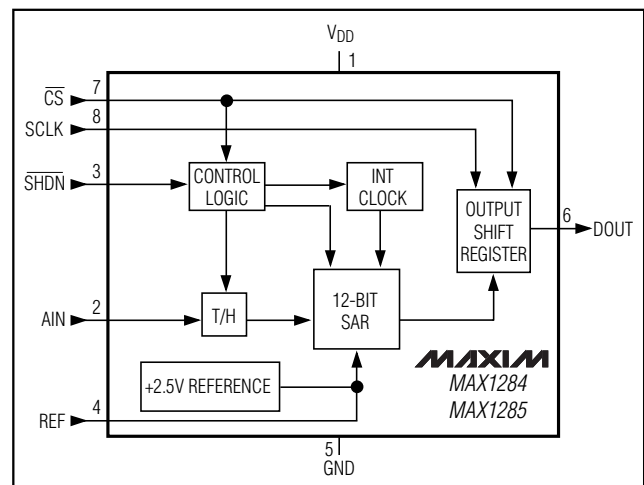 VDD
1
CS
7
SCLK
8
SHDN
3
CONTROL
LOGIC
INT
CLOCK
OUTPUT
SHIFT
REGISTER
6
DOUT
AIN
2
T/H
12-BIT
SAR
+2.5V REFERENCE
MAXIM
MAX1284
MAX1285
REF
4
5
GND